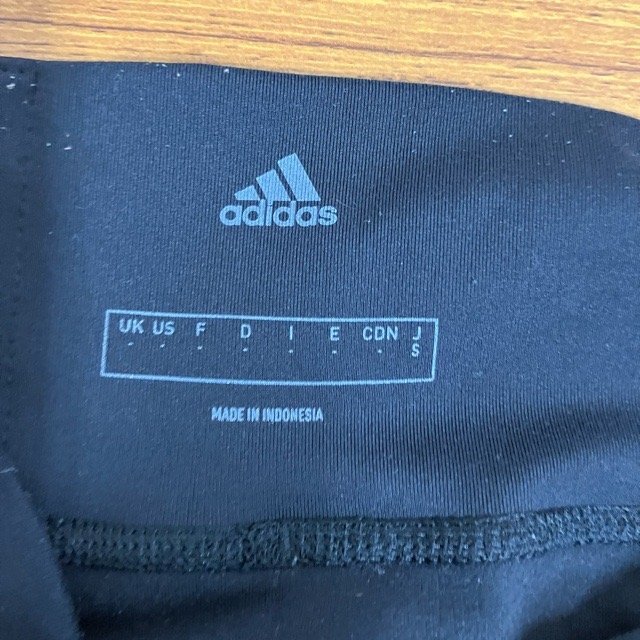 adidas
UK US F D I E CDN J
- - - - - - - S
MADE IN INDONESIA